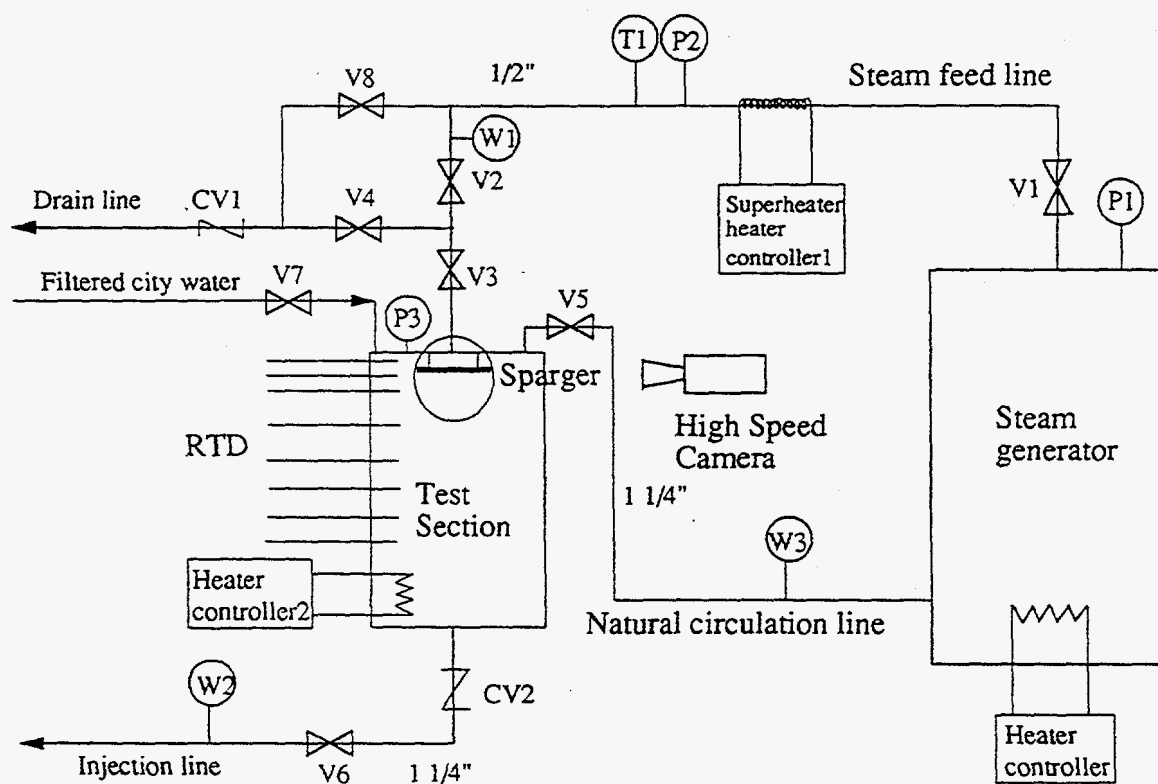 T1
P2
1/2"
Steam feed line
V8
W1
V2
V1
P1
Drain line
CV1
V4
Superheater
heater
controller1
V3
Filtered city water
V7
P3
V5
Sparger
RTD
High Speed
Camera
Steam
generator
1 1/4"
Test
Section
W3
Heater
controller2
Natural circulation line
W2
CV2
Injection line
V6
1 1/4"
Heater
controller